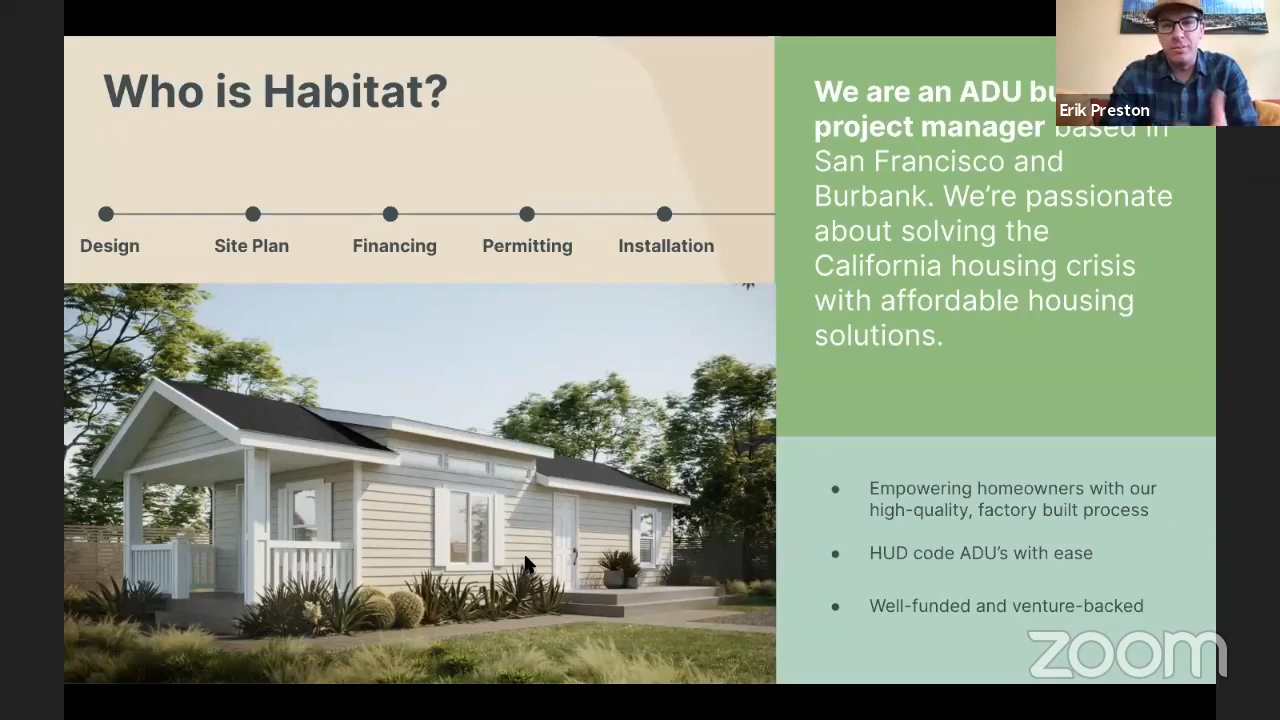 Who is Habitat?
Design
Site Plan
Financing
Permitting
Installation
We are an ADU
project manager based in
San Francisco and
Burbank. We’re passionate
about solving the
California housing crisis
with affordable housing
solutions.
Erik Preston
Empowering homeowners with our
high-quality, factory built process
HUD code ADU’s with ease
Well-funded and venture-backed
zoom